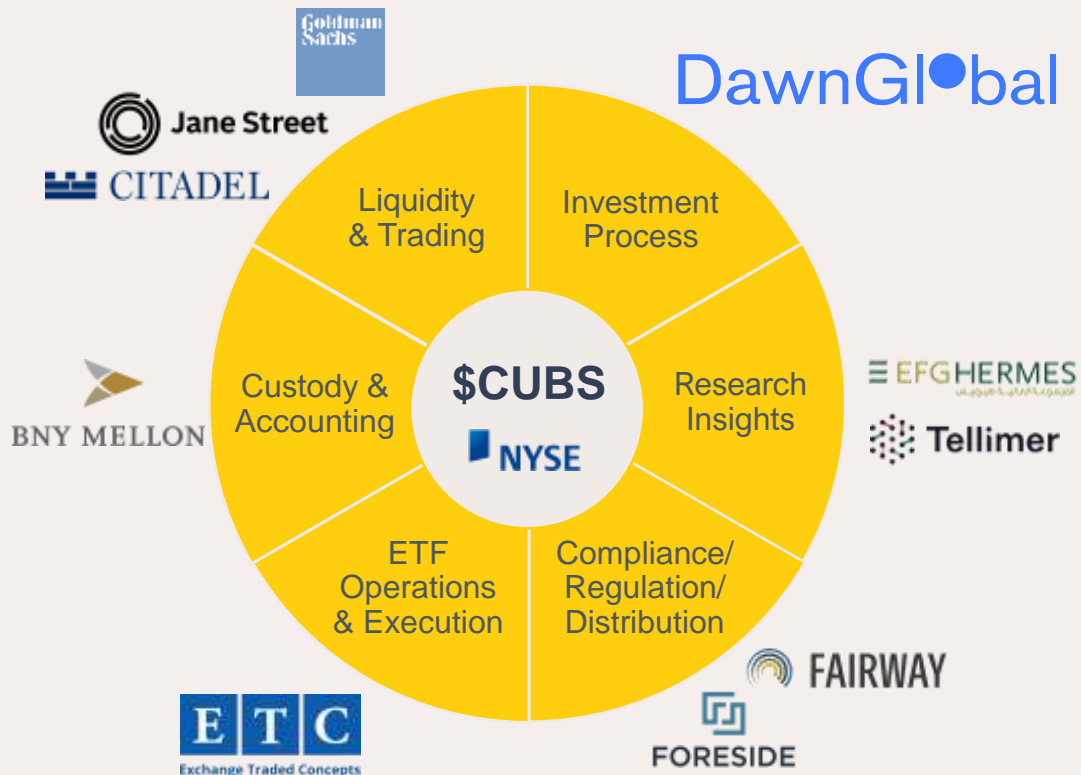 Goldman
Sachs
DawnGlobal
Jane Street
CITADEL
Liquidity
& Trading
Investment
Process
BNY MELLON
Custody &
Accounting
$CUBS
NYSE
Research
Insights
EFGHERMES
Tellimer
ETF
Operations
& Execution
Compliance/
Regulation/
Distribution
FAIRWAY
FORESIDE
ETC
Exchange Traded Concepts